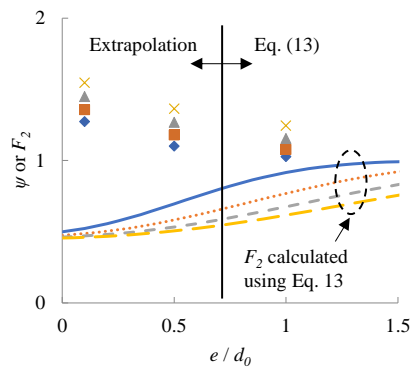 2
Extrapolation
Eq. (13)
ψ or F₂
1
F₂ calculated
using Eq. 13
0
0
0.5
1
1.5
e / d₀